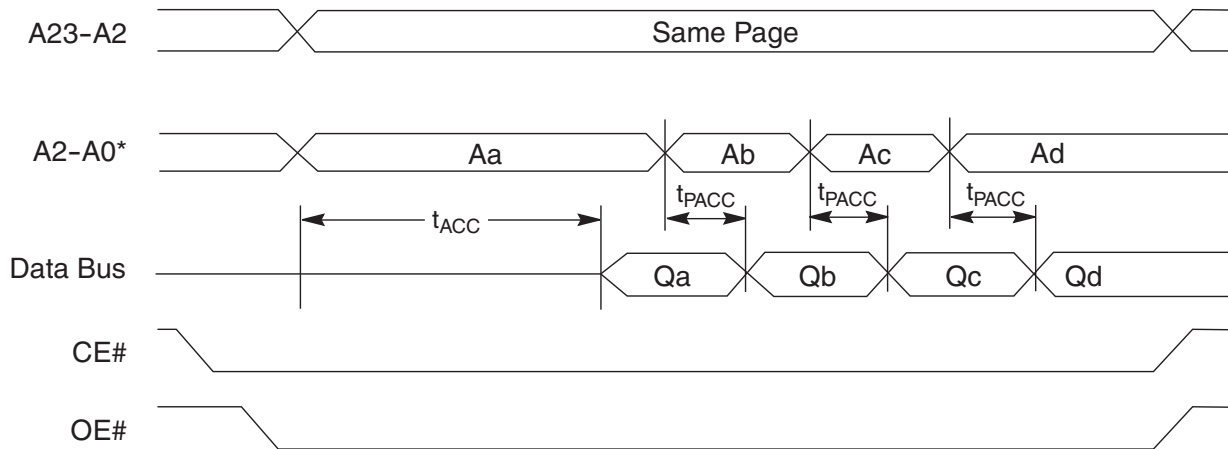 A23-A2
Same Page
A2-A0*
Aa
Ab
Ac
Ad
tACC
tPACC
tPACC
tPACC
Data Bus
Qa
Qb
Qc
Qd
CE#
OE#